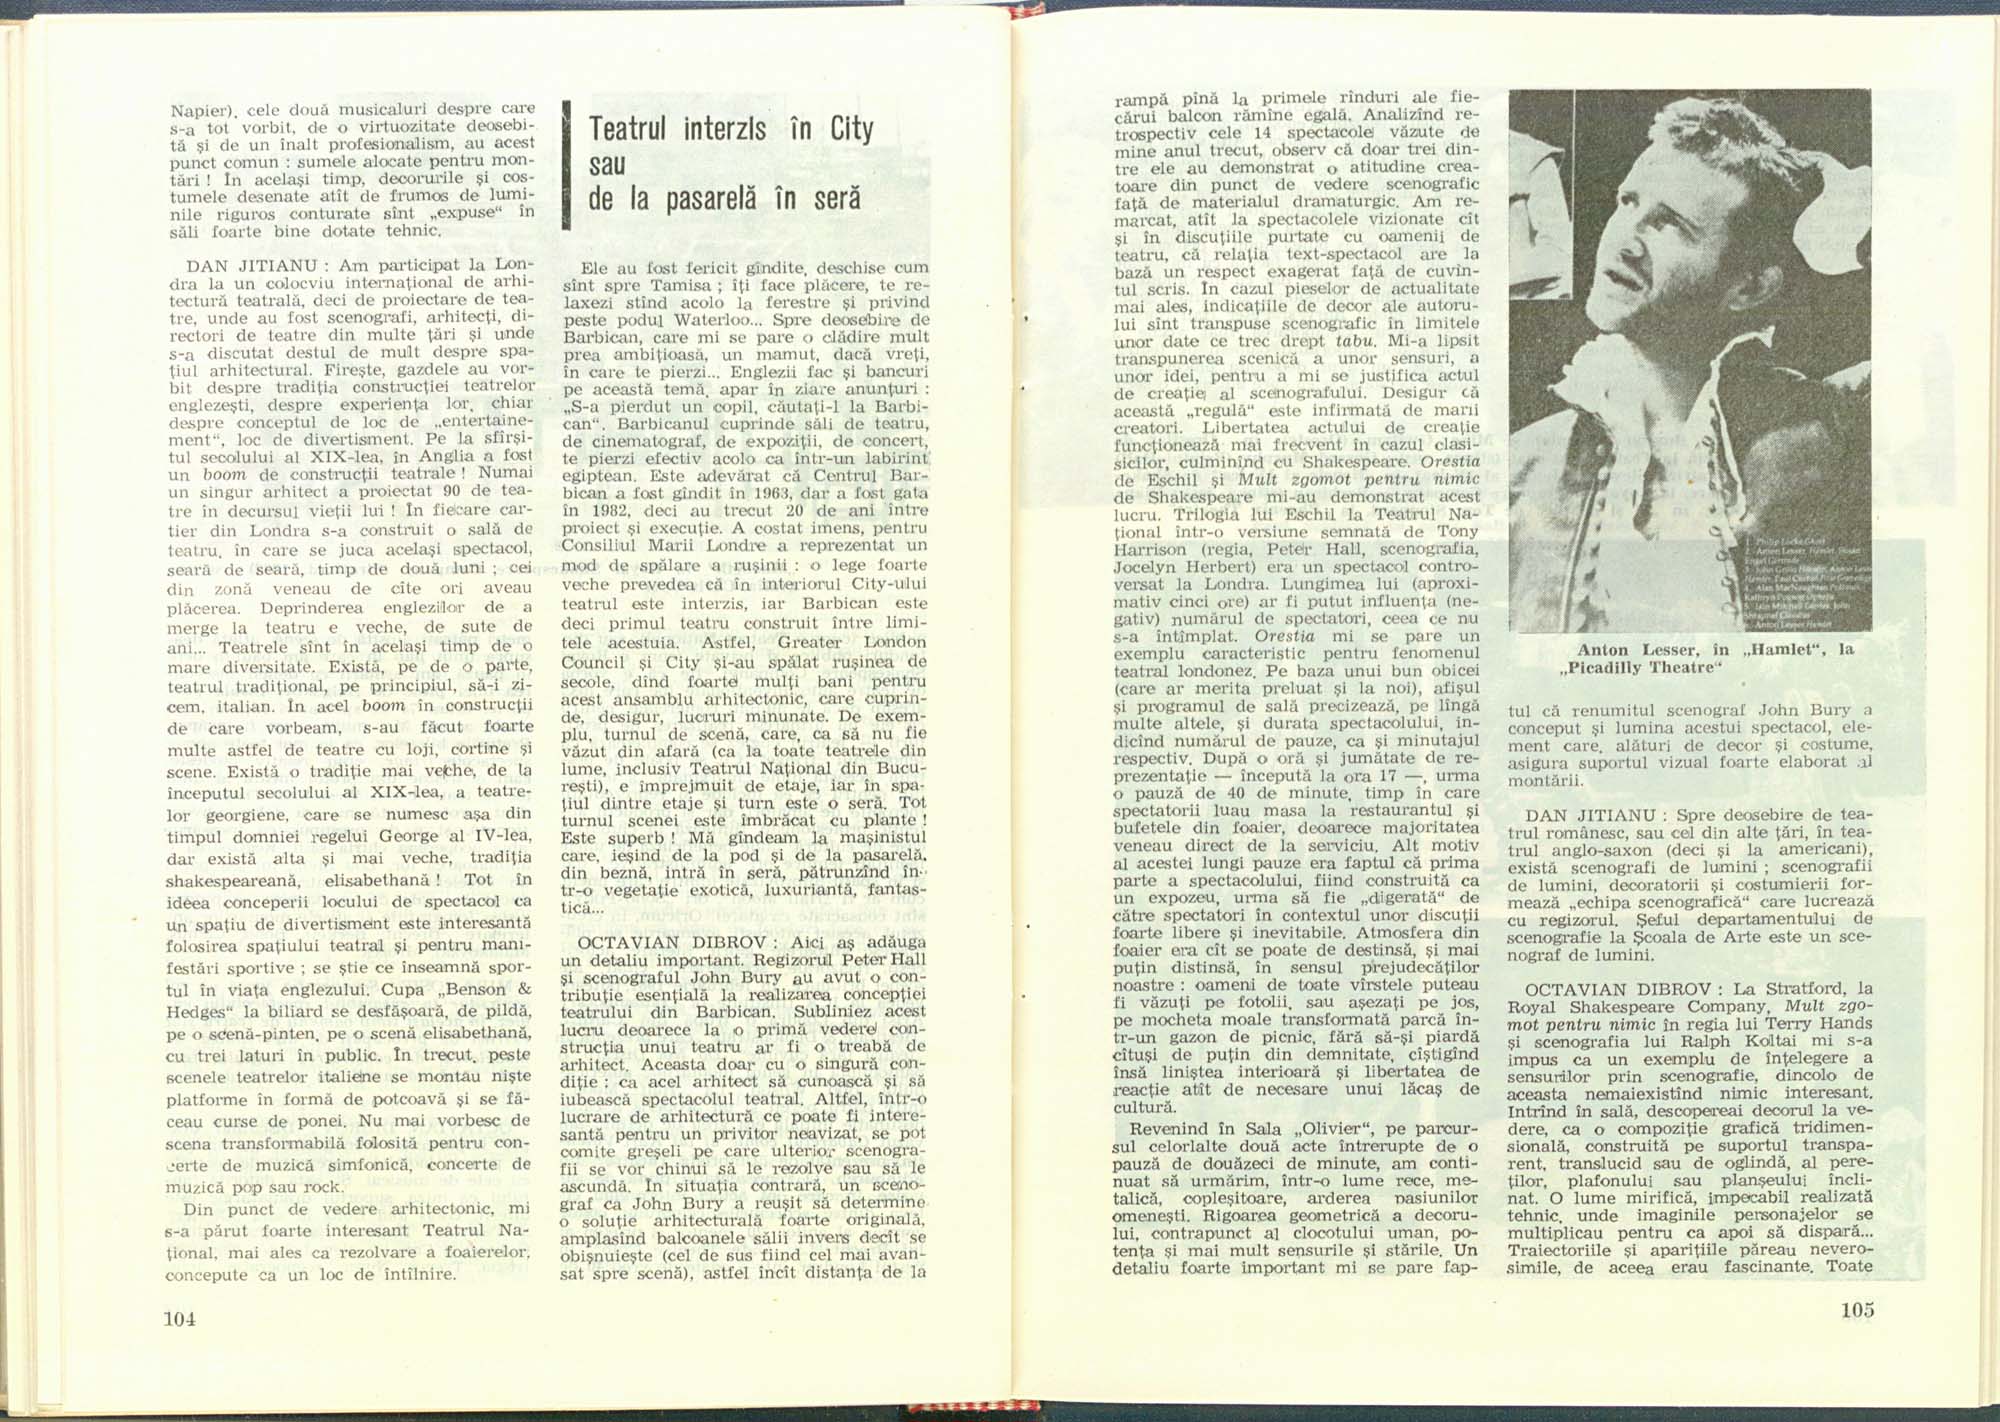 Napier), cele două musicaluri despre care
s-a tot vorbit, de o virtuozitate deosebi-
tă și de un înalt profesionalism, au acest
punct comun : sumele alocate pentru mon-
tări ! In același timp, decorurile și cos-
tumele desenate atît de frumos de lumi-
nile riguros conturate sînt „expuse“ în
săli foarte bine dotate tehnic.
DAN JITIANU : Am participat la Lon-
dra la un colocviu internațional de arhi-
tectură teatrală, deci de proiectare de tea-
tre, unde au fost scenografi, arhitecți, di-
rectori de teatre din multe țări și unde
s-a discutat destul de mult despre spa-
țiul arhitectural. Firește, gazdele au vor-
bit despre tradiția construcției teatrelor
englezești, despre experiența lor, chiar
despre conceptul de loc de „entertaine-
ment“, loc de divertisment. Pe la sfîrși-
tul secolului al XIX-lea, în Anglia a fost
un boom de construcții teatrale ! Numai
un singur arhitect a proiectat 90 de tea-
tre în decursul vieții lui ! In fiecare car-
tier din Londra s-a construit o sală de
teatru, în care se juca același spectacol,
seară de seară, timp de două luni ; cei
din zonă veneau de cîte ori aveau
plăcerea. Deprinderea englezilor de a
merge la teatru e veche, de sute de
ani... Teatrele sînt în același timp de o
mare diversitate. Există, pe de o parte,
teatrul tradițional, pe principiul, să-i zi-
cem, italian. In acel boom în construcții
de care vorbeam, s-au făcut foarte
multe astfel de teatre cu loji, cortine și
scene. Există o tradiție mai veche, de la
începutul secolului al XIX-lea, a teatre-
lor georgiene, care se numesc așa din
timpul domniei regelui George al IV-lea,
dar există alta și mai veche, tradiția
shakespeareană, elisabethană ! Tot în
ideea conceperii locului de spectacol ca
un spațiu de divertisment este interesantă
folosirea spațiului teatral și pentru mani-
festări sportive ; se știe ce înseamnă spor-
tul în viața englezului. Cupa „Benson &
Hedges“ la biliard se desfășoară, de pildă,
pe o scenă-pinten, pe o scenă elisabethană,
cu trei laturi în public. In trecut, peste
scenele teatrelor italiene se montau niște
platforme în formă de potcoavă și se fă-
ceau curse de ponei. Nu mai vorbesc de
scena transformabilă folosită pentru con-
certe de muzică simfonică, concerte de
muzică pop sau rock.
Din punct de vedere arhitectonic, mi
s-a părut foarte interesant Teatrul Na-
țional, mai ales ca rezolvare a foaierelor,
concepute ca un loc de întîlnire.
104
Teatrul interzis în City
sau
de la pasarelă în seră
Ele au fost fericit gîndite, deschise cum
sînt spre Tamisa ; îți face plăcere, te re-
laxezi stînd acolo la ferestre și privind
peste podul Waterloo... Spre deosebire de
Barbican, care mi se pare o clădire mult
prea ambițioasă, un mamut, dacă vreți,
în care te pierzi... Englezii fac și bancuri
pe această temă, apar în ziare anunțuri :
„S-a pierdut un copil, căutați-l la Barbi-
can“. Barbicanul cuprinde săli de teatru,
de cinematograf, de expoziții, de concert,
te pierzi efectiv acolo ca într-un labirint
egiptean. Este adevărat că Centrul Bar-
bican a fost gîndit în 1963, dar a fost gata
în 1982, deci au trecut 20 de ani între
proiect și execuție. A costat imens, pentru
Consiliul Marii Londre a reprezentat un
mod de spălare a rușinii : o lege foarte
veche prevedea că în interiorul City-ului
teatrul este interzis, iar Barbican este
deci primul teatru construit între limi-
tele acestuia. Astfel, Greater London
Council și City și-au spălat rușinea de
secole, dînd foarte mulți bani pentru
acest ansamblu arhitectonic, care cuprin-
de, desigur, lucruri minunate. De exem-
plu, turnul de scenă, care, ca să nu fie
văzut din afară (ca la toate teatrele din
lume, inclusiv Teatrul Național din Bucu-
rești), e împrejmuit de etaje, iar în spa-
țiul dintre etaje și turn este o seră. Tot
turnul scenei este îmbrăcat cu plante !
Este superb ! Mă gîndeam la mașinistul
care, ieșind de la pod și de la pasarelă,
din beznă, intră în seră, pătrunzînd în-
tr-o vegetație exotică, luxuriantă, fantas-
tică...
OCTAVIAN DIBROV : Aici aș adăuga
un detaliu important. Regizorul Peter Hall
și scenograful John Bury au avut o con-
tribuție esențială la realizarea concepției
teatrului din Barbican. Subliniez acest
lucru deoarece la o primă vedere con-
strucția unui teatru ar fi o treabă de
arhitect. Aceasta doar cu o singură con-
diție : ca acel arhitect să cunoască și să
iubească spectacolul teatral. Altfel, într-o
lucrare de arhitectură ce poate fi intere-
santă pentru un privitor neavizat, se pot
comite greșeli pe care ulterior scenogra-
fii se vor chinui să le rezolve sau să le
ascundă. In situația contrară, un sceno-
graf ca John Bury a reușit să determine
o soluție arhitecturală foarte originală,
amplasînd balcoanele sălii invers decît se
obișnuiește (cel de sus fiind cel mai avan-
sat spre scenă), astfel încît distanța de la
rampă pînă la primele rînduri ale fie-
cărui balcon rămîne egală. Analizînd re-
trospectiv cele 14 spectacole văzute de
mine anul trecut, observ că doar trei din-
tre ele au demonstrat o atitudine crea-
toare din punct de vedere scenografic
față de materialul dramaturgic. Am re-
marcat, atît la spectacolele vizionate cît
și în discuțiile purtate cu oamenii de
teatru, că relația text-spectacol are la
bază un respect exagerat față de cuvîn-
tul scris. In cazul pieselor de actualitate
mai ales, indicațiile de decor ale autoru-
lui sînt transpuse scenografic în limitele
unor date ce trec drept tabu. Mi-a lipsit
transpunerea scenică a unor sensuri, a
unor idei, pentru a mi se justifica actul
de creație al scenografului. Desigur că
această „regulă“ este infirmată de marii
creatori. Libertatea actului de creație
funcționează mai frecvent în cazul clasi-
sicilor, culminînd cu Shakespeare. Orestia
de Eschil și Mult zgomot pentru nimic
de Shakespeare mi-au demonstrat acest
lucru. Trilogia lui Eschil la Teatrul Na-
țional într-o versiune semnată de Tony
Harrison (regia, Peter Hall, scenografia,
Jocelyn Herbert) era un spectacol contro-
versat la Londra. Lungimea lui (aproxi-
mativ cinci ore) ar fi putut influența (ne-
gativ) numărul de spectatori, ceea ce nu
s-a întîmplat. Orestia mi se pare un
exemplu caracteristic pentru fenomenul
teatral londonez. Pe baza unui bun obicei
(care ar merita preluat și la noi), afișul
și programul de sală precizează, pe lîngă
multe altele, și durata spectacolului, in-
dicînd numărul de pauze, ca și minutajul
respectiv. După o oră și jumătate de re-
prezentație — începută la ora 17 —, urma
o pauză de 40 de minute, timp în care
spectatorii luau masa la restaurantul și
bufetele din foaier, deoarece majoritatea
veneau direct de la serviciu. Alt motiv
al acestei lungi pauze era faptul că prima
parte a spectacolului, fiind construită ca
un expozeu, urma să fie „digerată“ de
către spectatori în contextul unor discuții
foarte libere și inevitabile. Atmosfera din
foaier era cît se poate de destinsă, și mai
puțin distinsă, în sensul prejudecăților
noastre : oameni de toate vîrstele puteau
fi văzuți pe fotolii, sau așezați pe jos,
pe mocheta moale transformată parcă în-
tr-un gazon de picnic, fără să-și piardă
cîtuși de puțin din demnitate, cîștigînd
însă liniștea interioară și libertatea de
reacție atît de necesare unui lăcaș de
cultură.
Revenind în Sala „Olivier“, pe parcur-
sul celorlalte două acte întrerupte de o
pauză de douăzeci de minute, am conti-
nuat să urmărim, într-o lume rece, me-
talică, copleșitoare, arderea pasiunilor
omenești. Rigoarea geometrică a decoru-
lui, contrapunct al clocotului uman, po-
tența și mai mult sensurile și stările. Un
detaliu foarte important mi se pare fap-
Anton Lesser, în „Hamlet“, la
„Picadilly Theatre“
tul că renumitul scenograf John Bury a
conceput și lumina acestui spectacol, ele-
ment care, alături de decor și costume,
asigura suportul vizual foarte elaborat al
montării.
DAN JITIANU : Spre deosebire de tea-
trul românesc, sau cel din alte țări, în tea-
trul anglo-saxon (deci și la americani),
există scenografi de lumini ; scenografii
de lumini, decoratorii și costumierii for-
mează „echipa scenografică“ care lucrează
cu regizorul. Șeful departamentului de
scenografie la Școala de Arte este un sce-
nograf de lumini.
OCTAVIAN DIBROV : La Stratford, la
Royal Shakespeare Company, Mult zgo-
mot pentru nimic în regia lui Terry Hands
și scenografia lui Ralph Koltai mi s-a
impus ca un exemplu de înțelegere a
sensurilor prin scenografie, dincolo de
aceasta nemaiexistînd nimic interesant.
Intrînd în sală, descopereai decorul la ve-
dere, ca o compoziție grafică tridimen-
sională, construită pe suportul transpa-
rent, translucid sau de oglindă, al pere-
ților, plafonului sau planșeului încli-
nat. O lume mirifică, impecabil realizată
tehnic, unde imaginile personajelor se
multiplicau pentru ca apoi să dispară...
Traiectoriile și aparițiile păreau nevero-
simile, de aceea erau fascinante. Toate
105